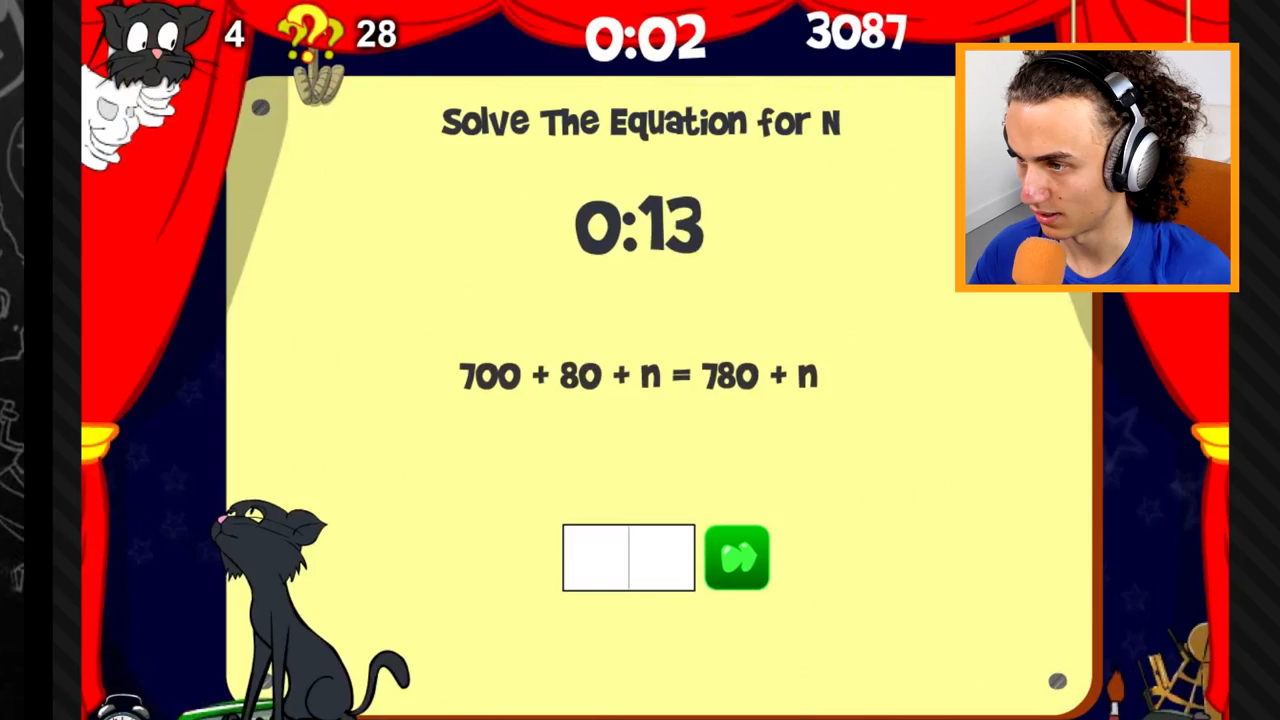 4
28
0:02
3087
Solve The Equation for N
0:13
700 + 80 + n = 780 + n